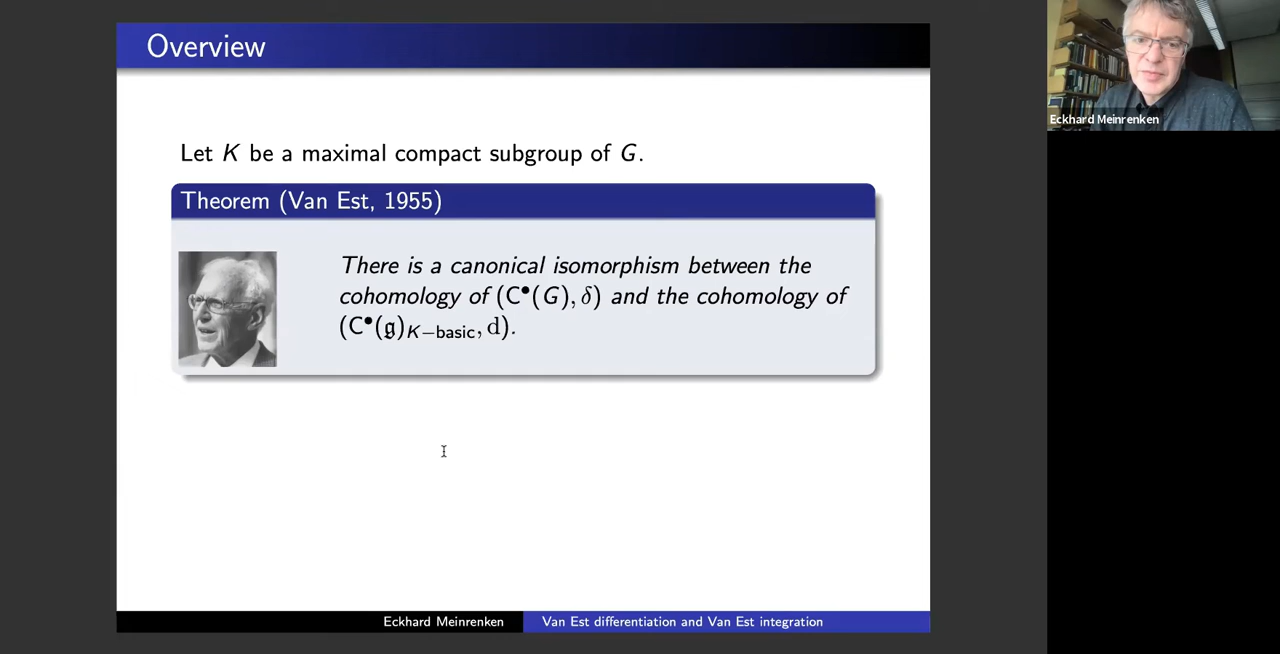 Overview
Let K be a maximal compact subgroup of G.
Theorem (Van Est, 1955)
There is a canonical isomorphism between the
cohomology of (C•(G), δ) and the cohomology of
(C•(𝔤)K−basic, d).
Eckhard Meinrenken
Van Est differentiation and Van Est integration
Eckhard Meinrenken